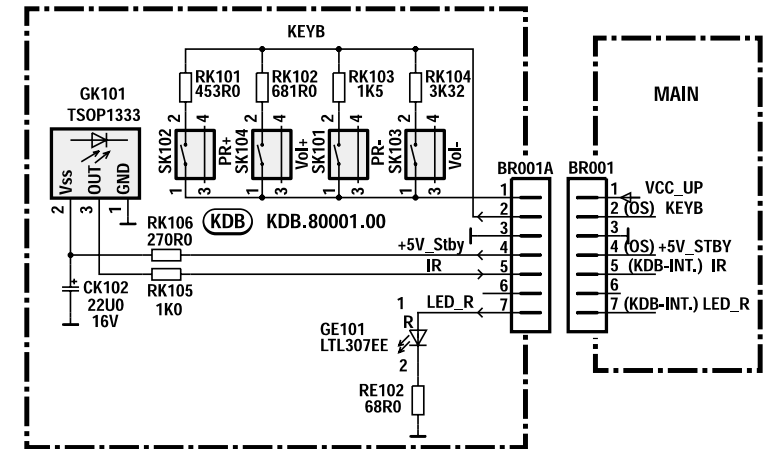 KEYB
RK101
453R0
RK102
681R0
RK103
1K5
RK104
3K32
MAIN
GK101
TSOP1333
2
4
SK102
PR+
1
3
2
4
SK104
Vol+
1
3
2
4
SK101
PR-
1
3
2
4
SK103
Vol-
1
3
Vss
OUT
GND
2
3
1
BR001A
BR001
1
2
3
4
5
6
7
1
VCC_UP
2 (OS) KEYB
3
4 (OS) +5V_STBY
5 (KDB-INT.) IR
6
7 (KDB-INT.) LED_R
RK106
270R0
KDB
KDB.80001.00
+5V_Stby
IR
RK105
1K0
+
CK102
22U0
16V
1
LED_R
GE101
LTL307EE
R
2
RE102
68R0